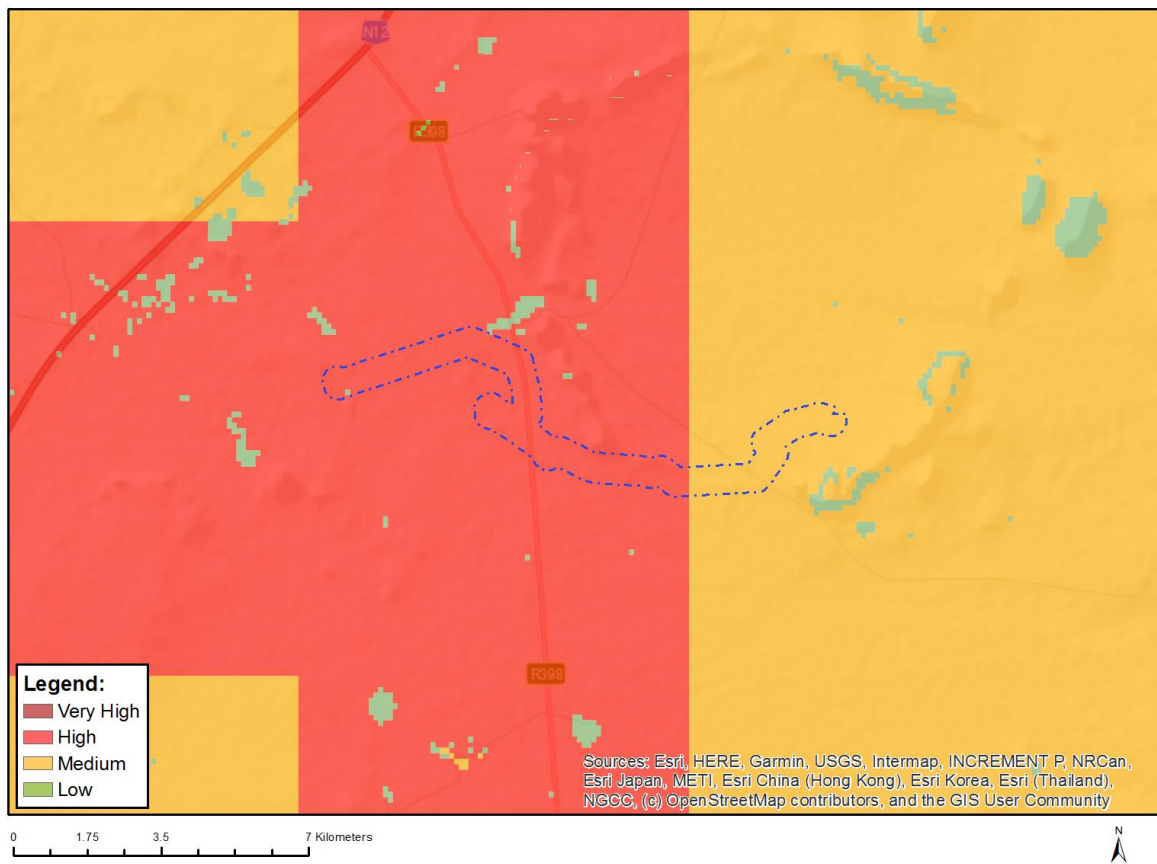 N12
R398
R398
Legend:
Very High
High
Medium
Low
Sources: Esri, HERE, Garmin, USGS, Intermap, INCREMENT P, NRCan,
Esri Japan, METI, Esri China (Hong Kong), Esri Korea, Esri (Thailand),
NGCC, (c) OpenStreetMap contributors, and the GIS User Community
0 1.75 3.5 7 Kilometers
N